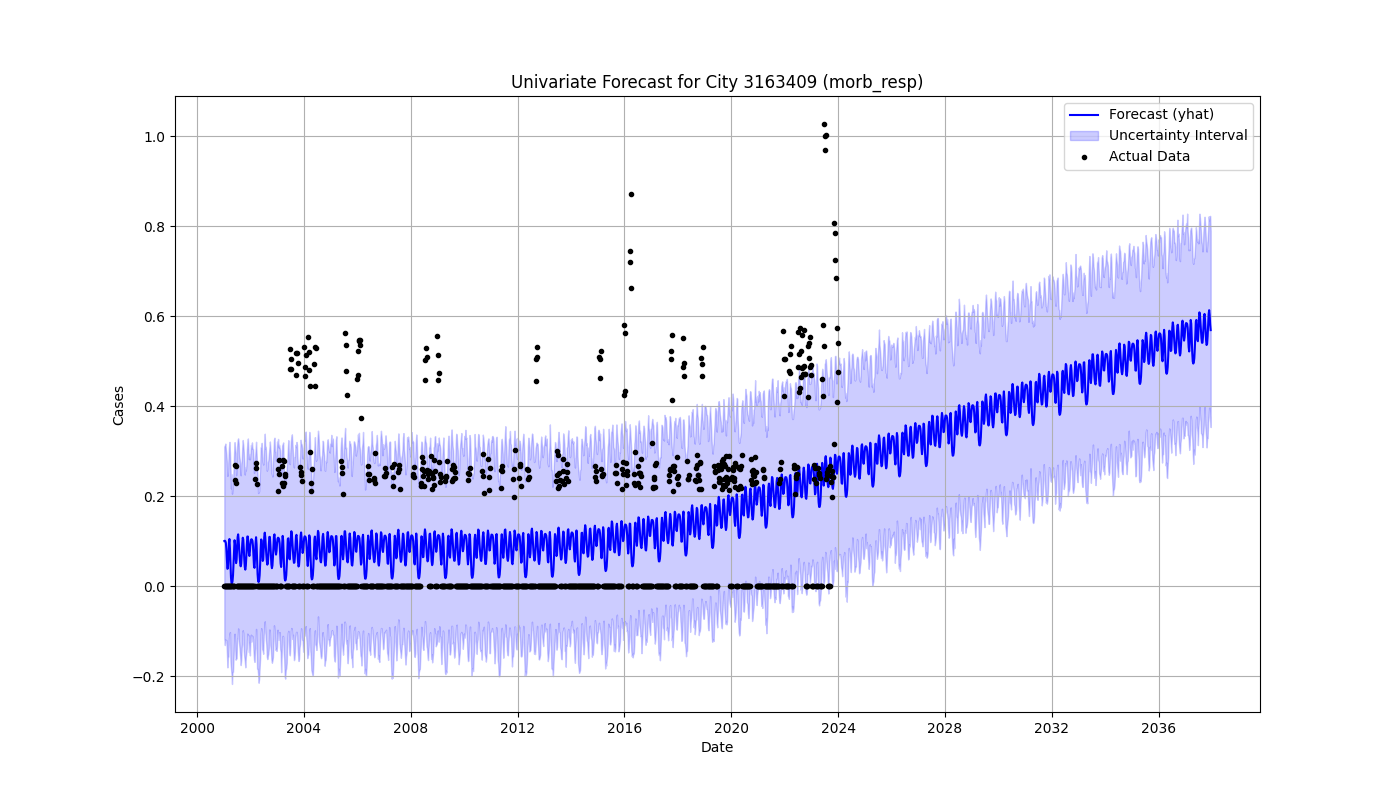 Univariate Forecast for City 3163409 (morb_resp)
Forecast (yhat)
Uncertainty Interval
Actual Data
Cases
1.0
0.8
0.6
0.4
0.2
0.0
−0.2
2000 2004 2008 2012 2016 2020 2024 2028 2032 2036
Date